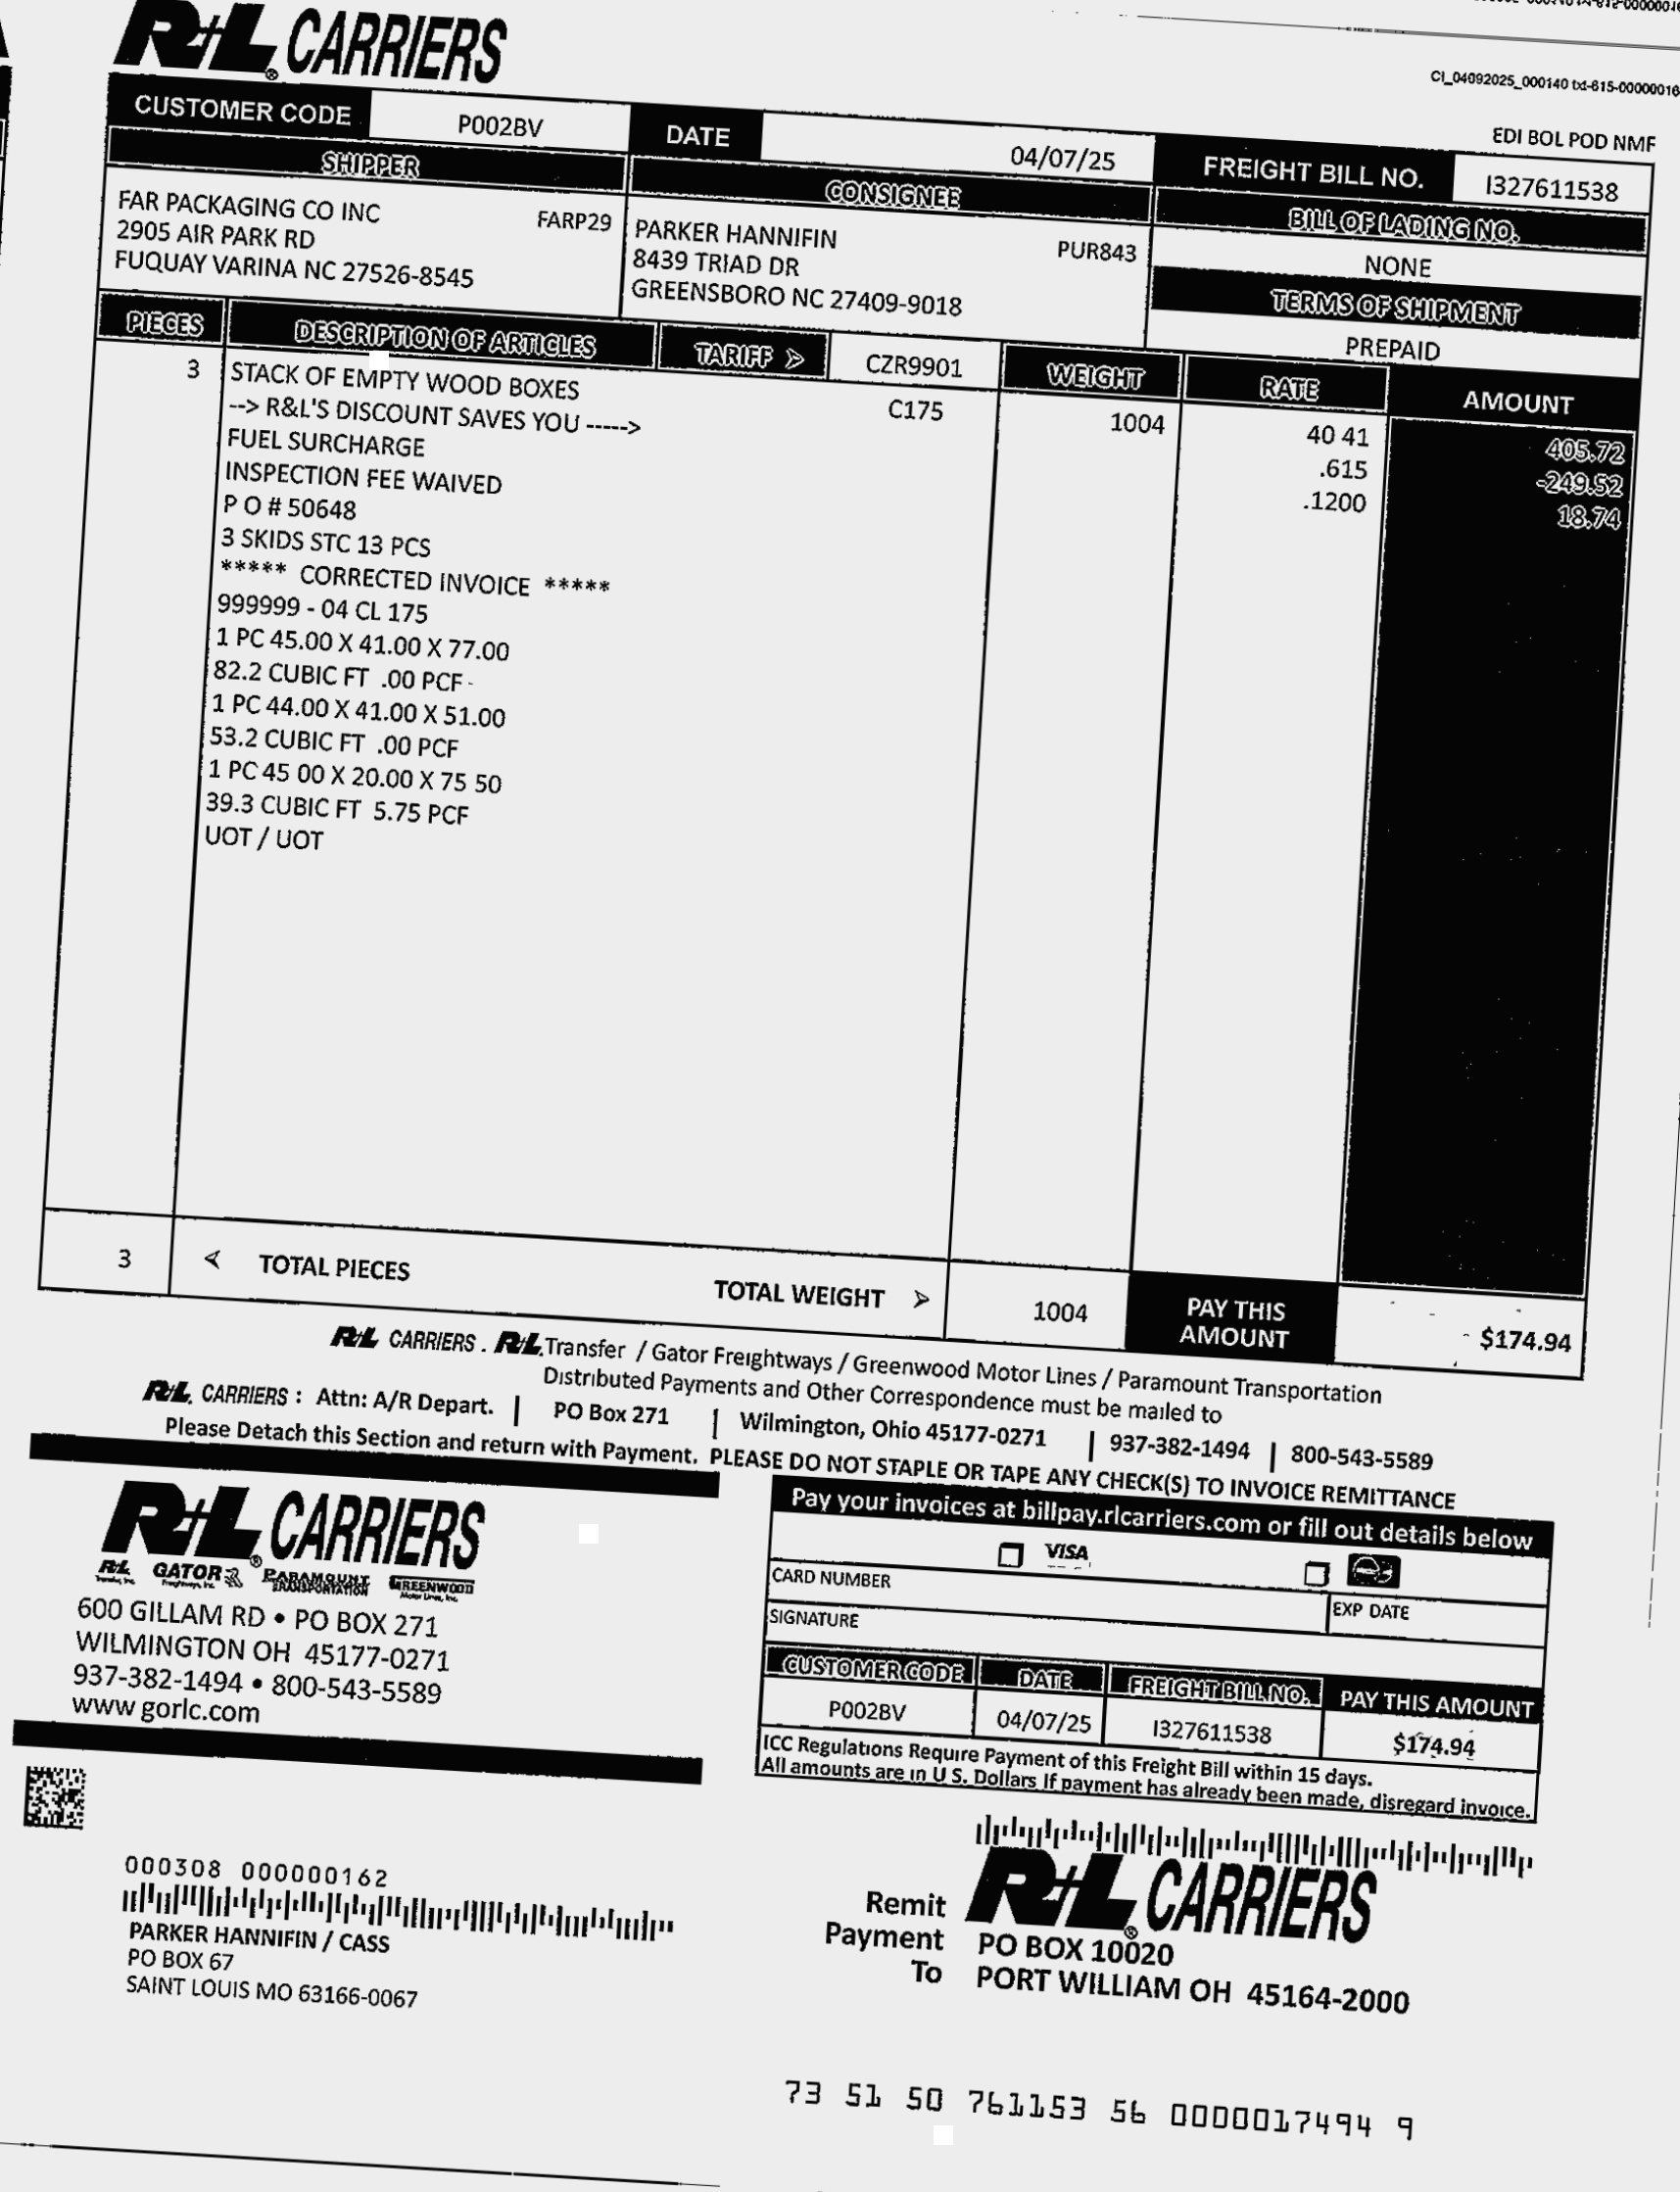 R+L CARRIERS
CI_04092025_000140 txt-615-00000016
EDI BOL POD NMF
CUSTOMER CODE P002BV DATE 04/07/25 FREIGHT BILL NO. I327611538
SHIPPER CONSIGNEE BILL OF LADING NO.
FAR PACKAGING CO INC FARP29 PARKER HANNIFIN PUR843 NONE
2905 AIR PARK RD 8439 TRIAD DR TERMS OF SHIPMENT
FUQUAY VARINA NC 27526-8545 GREENSBORO NC 27409-9018 PREPAID
PIECES DESCRIPTION OF ARTICLES TARIFF > CZR9901 WEIGHT RATE AMOUNT
3 STACK OF EMPTY WOOD BOXES C175 1004 40 41 405.72
--> R&L'S DISCOUNT SAVES YOU -----> .615 -249.52
FUEL SURCHARGE .1200 18.74
INSPECTION FEE WAIVED
P O # 50648
3 SKIDS STC 13 PCS
***** CORRECTED INVOICE *****
999999 - 04 CL 175
1 PC 45.00 X 41.00 X 77.00
82.2 CUBIC FT .00 PCF
1 PC 44.00 X 41.00 X 51.00
53.2 CUBIC FT .00 PCF
1 PC 45 00 X 20.00 X 75 50
39.3 CUBIC FT 5.75 PCF
UOT / UOT
3 < TOTAL PIECES TOTAL WEIGHT > 1004 PAY THIS AMOUNT $174.94
R+L CARRIERS . R+L Transfer / Gator Freightways / Greenwood Motor Lines / Paramount Transportation
Distributed Payments and Other Correspondence must be mailed to
R+L CARRIERS : Attn: A/R Depart. | PO Box 271 | Wilmington, Ohio 45177-0271 | 937-382-1494 | 800-543-5589
Please Detach this Section and return with Payment. PLEASE DO NOT STAPLE OR TAPE ANY CHECK(S) TO INVOICE REMITTANCE
R+L CARRIERS
R+L GATOR PARAMOUNT TRANSPORTATION GREENWOOD
600 GILLAM RD • PO BOX 271
WILMINGTON OH 45177-0271
937-382-1494 • 800-543-5589
www gorlc.com
Pay your invoices at billpay.rlcarriers.com or fill out details below
VISA
CARD NUMBER EXP DATE
SIGNATURE
CUSTOMER CODE DATE FREIGHT BILL NO. PAY THIS AMOUNT
P002BV 04/07/25 I327611538 $174.94
ICC Regulations Require Payment of this Freight Bill within 15 days.
All amounts are in U S. Dollars If payment has already been made, disregard invoice.
000308 000000162
PARKER HANNIFIN / CASS
PO BOX 67
SAINT LOUIS MO 63166-0067
Remit Payment To
R+L CARRIERS
PO BOX 10020
PORT WILLIAM OH 45164-2000
73 51 50 761153 56 0000017494 9